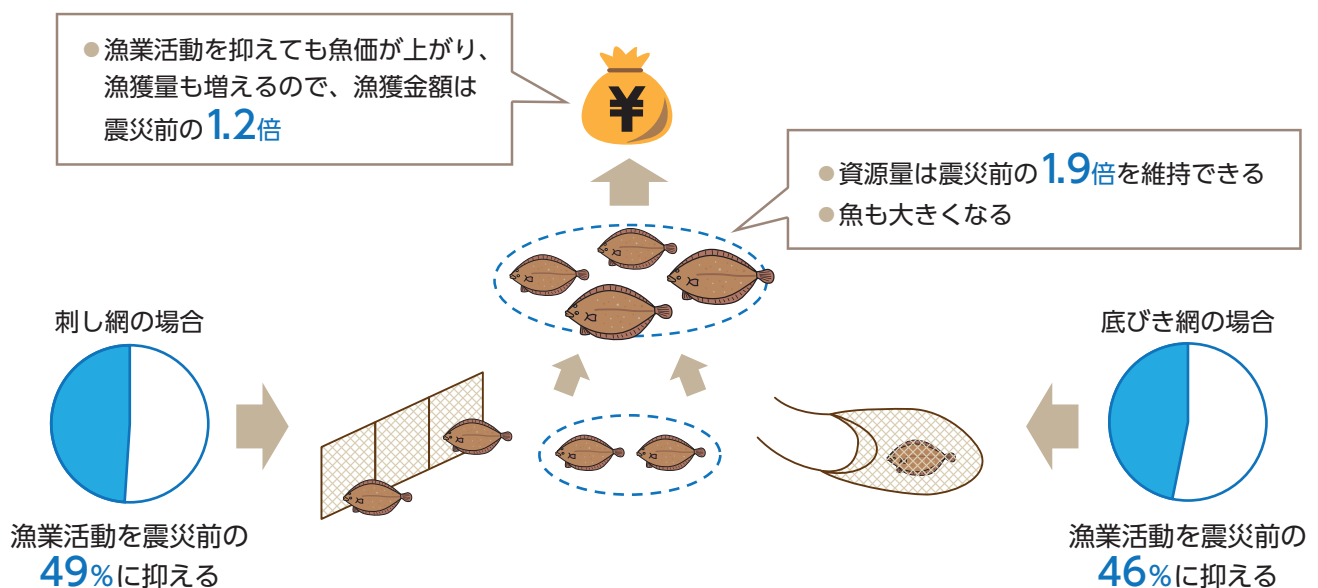 ● 漁業活動を抑えても魚価が上がり、
漁獲量も増えるので、漁獲金額は
震災前の1.2倍
¥
● 資源量は震災前の1.9倍を維持できる
● 魚も大きくなる
刺し網の場合
漁業活動を震災前の
49%に抑える
底びき網の場合
漁業活動を震災前の
46%に抑える